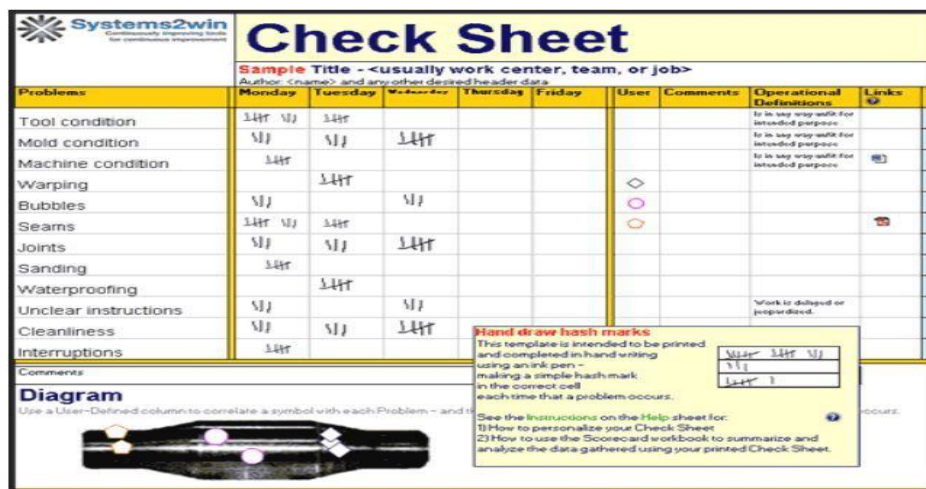 Systems2win
Continuously improving tools
for continuous improvement
Check Sheet
Sample Title - <usually work center, team, or job>
Author: <name> and any other desired header data
Problems Monday Tuesday Wednesday Thursday Friday User Comments Operational Definitions Links
Tool condition Is in any way unfit for intended purpose
Mold condition Is in any way unfit for intended purpose
Machine condition Is in any way unfit for intended purpose
Warping
Bubbles
Seams
Joints
Sanding
Waterproofing
Unclear instructions Work is delayed or jeopardized.
Cleanliness
Interruptions
Hand draw hash marks
This template is intended to be printed
and completed in hand writing
using an ink pen -
making a simple hash mark
in the correct cell
each time that a problem occurs.
See the Instructions on the Help sheet for:
1) How to personalize your Check Sheet
2) How to use the Scorecard workbook to summarize and
analyze the data gathered using your printed Check Sheet.
Comments
Diagram
Use a User-Defined column to correlate a symbol with each Problem - and th
occurs.